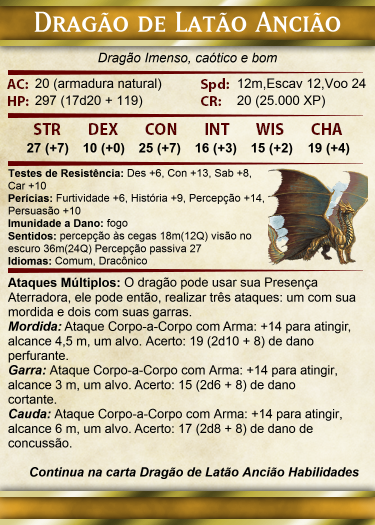 Dragão de Latão Ancião
Dragão Imenso, caótico e bom
AC: 20 (armadura natural) Spd: 12m,Escav 12,Voo 24
HP: 297 (17d20 + 119) CR: 20 (25.000 XP)
STR DEX CON INT WIS CHA
27 (+7) 10 (+0) 25 (+7) 16 (+3) 15 (+2) 19 (+4)
Testes de Resistência: Des +6, Con +13, Sab +8,
Car +10
Perícias: Furtividade +6, História +9, Percepção +14,
Persuasão +10
Imunidade a Dano: fogo
Sentidos: percepção às cegas 18m(12Q) visão no
escuro 36m(24Q) Percepção passiva 27
Idiomas: Comum, Dracônico
Ataques Múltiplos: O dragão pode usar sua Presença
Aterradora, ele pode então, realizar três ataques: um com sua
mordida e dois com suas garras.
Mordida: Ataque Corpo-a-Corpo com Arma: +14 para atingir,
alcance 4,5 m, um alvo. Acerto: 19 (2d10 + 8) de dano
perfurante.
Garra: Ataque Corpo-a-Corpo com Arma: +14 para atingir,
alcance 3 m, um alvo. Acerto: 15 (2d6 + 8) de dano
cortante.
Cauda: Ataque Corpo-a-Corpo com Arma: +14 para atingir,
alcance 6 m, um alvo. Acerto: 17 (2d8 + 8) de dano de
concussão.
Continua na carta Dragão de Latão Ancião Habilidades